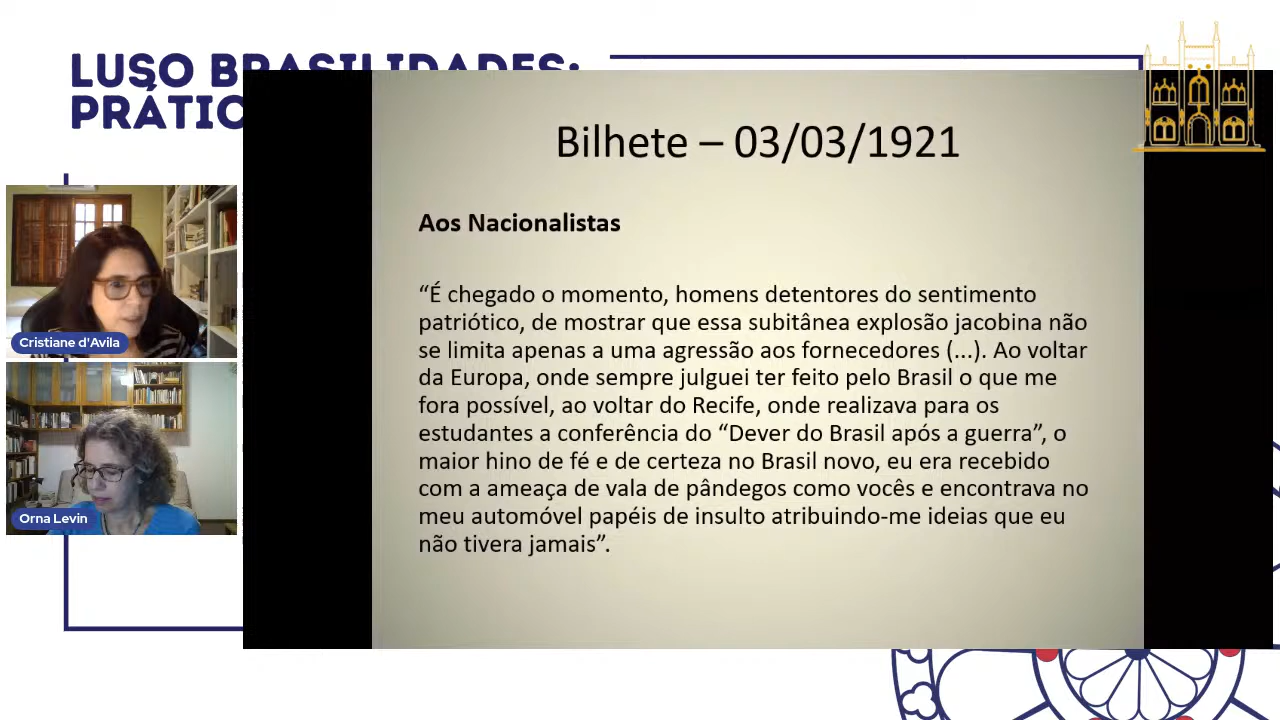 LUSO BRASILIDADES:
PRÁTIC
Bilhete – 03/03/1921
Aos Nacionalistas
“É chegado o momento, homens detentores do sentimento
patriótico, de mostrar que essa subitânea explosão jacobina não
se limita apenas a uma agressão aos fornecedores (...). Ao voltar
da Europa, onde sempre julguei ter feito pelo Brasil o que me
fora possível, ao voltar do Recife, onde realizava para os
estudantes a conferência do “Dever do Brasil após a guerra”, o
maior hino de fé e de certeza no Brasil novo, eu era recebido
com a ameaça de vala de pândegos como vocês e encontrava no
meu automóvel papéis de insulto atribuindo-me ideias que eu
não tivera jamais”.
Cristiane d'Avila
Orna Levin